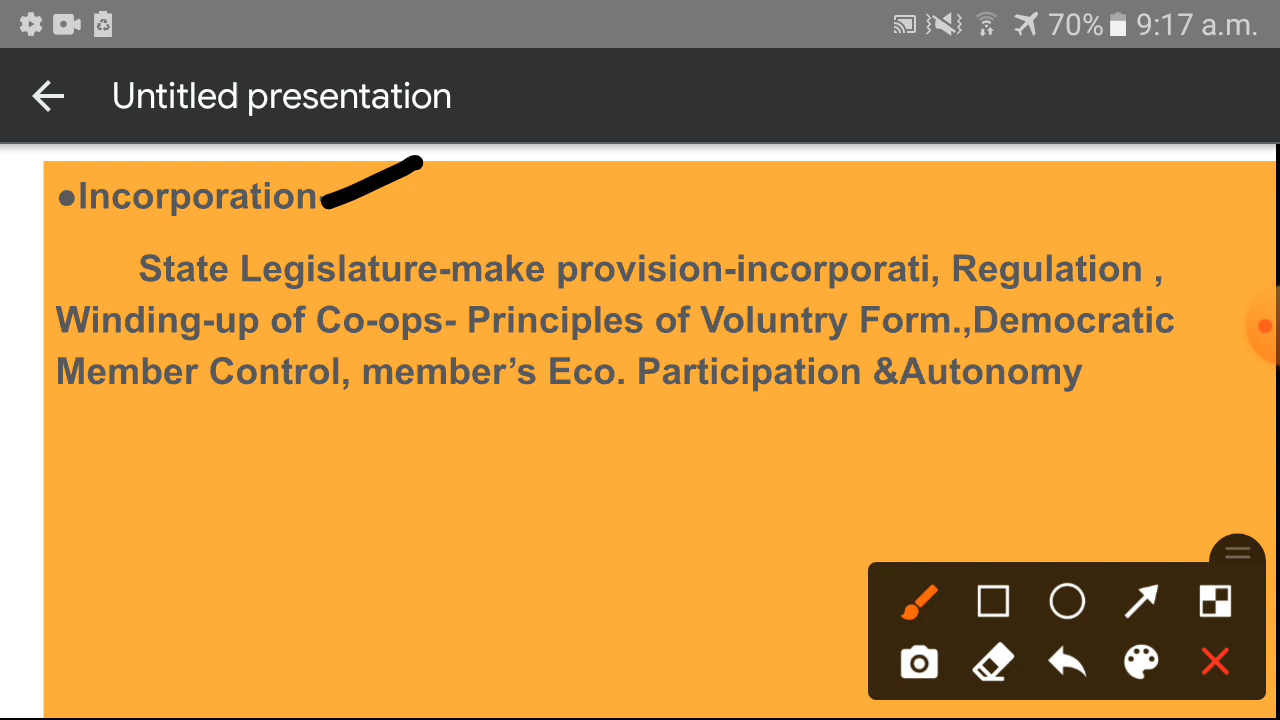 70% 9:17 a.m.
Untitled presentation
●Incorporation
State Legislature-make provision-incorporati, Regulation ,
Winding-up of Co-ops- Principles of Voluntry Form.,Democratic
Member Control, member’s Eco. Participation &Autonomy